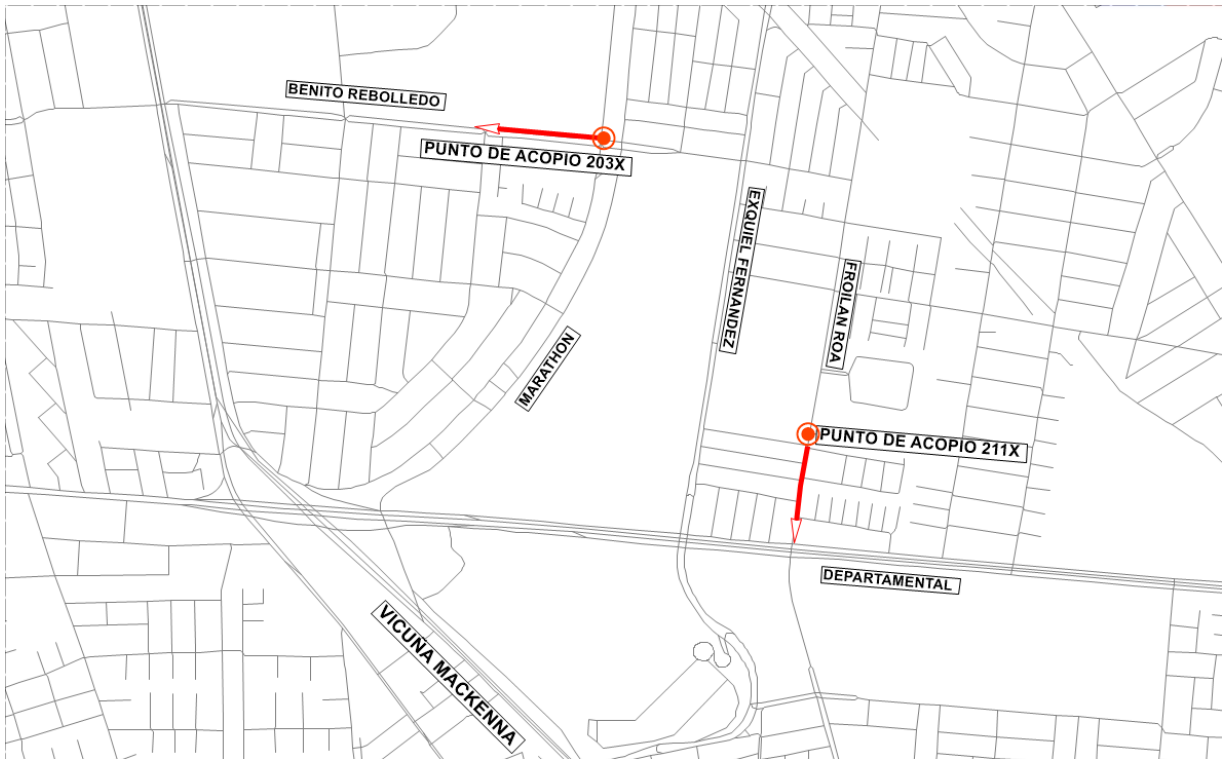 BENITO REBOLLEDO
PUNTO DE ACOPIO 203X
EXQUIEL FERNANDEZ
FROILAN ROA
MARATHON
PUNTO DE ACOPIO 211X
DEPARTAMENTAL
VICUÑA MACKENNA